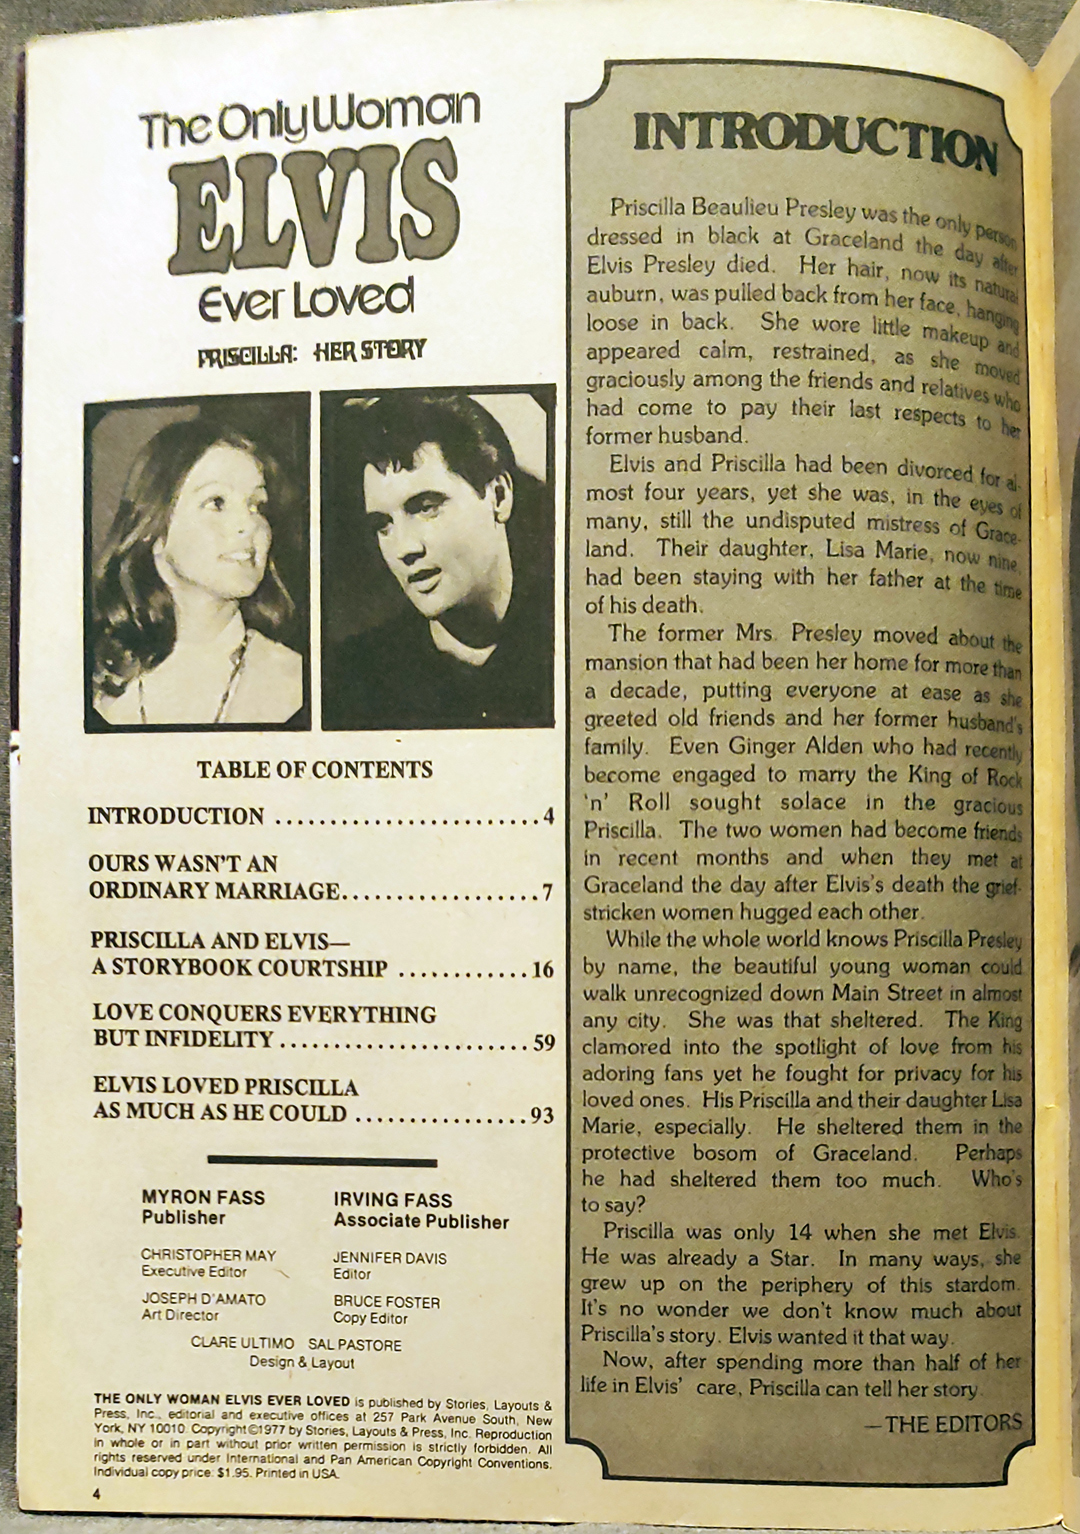 The Only Woman
ELVIS
Ever Loved
PRISCILLA: HER STORY
TABLE OF CONTENTS
INTRODUCTION ........................4
OURS WASN'T AN
ORDINARY MARRIAGE...................7
PRISCILLA AND ELVIS—
A STORYBOOK COURTSHIP ............16
LOVE CONQUERS EVERYTHING
BUT INFIDELITY .......................59
ELVIS LOVED PRISCILLA
AS MUCH AS HE COULD ................93
MYRON FASS
Publisher
IRVING FASS
Associate Publisher
CHRISTOPHER MAY
Executive Editor
JENNIFER DAVIS
Editor
JOSEPH D'AMATO
Art Director
BRUCE FOSTER
Copy Editor
CLARE ULTIMO SAL PASTORE
Design & Layout
THE ONLY WOMAN ELVIS EVER LOVED is published by Stories, Layouts &
Press, Inc., editorial and executive offices at 257 Park Avenue South, New
York, NY 10010. Copyright ©1977 by Stories, Layouts & Press, Inc. Reproduction
in whole or in part without prior written permission is strictly forbidden. All
rights reserved under International and Pan American Copyright Conventions.
Individual copy price: $1.95. Printed in USA.
4
INTRODUCTION
Priscilla Beaulieu Presley was the only person
dressed in black at Graceland the day after
Elvis Presley died. Her hair, now its natural
auburn, was pulled back from her face, hanging
loose in back. She wore little makeup and
appeared calm, restrained, as she moved
graciously among the friends and relatives who
had come to pay their last respects to her
former husband.
Elvis and Priscilla had been divorced for al-
most four years, yet she was, in the eyes of
many, still the undisputed mistress of Grace-
land. Their daughter, Lisa Marie, now nine,
had been staying with her father at the time
of his death.
The former Mrs. Presley moved about the
mansion that had been her home for more than
a decade, putting everyone at ease as she
greeted old friends and her former husband's
family. Even Ginger Alden who had recently
become engaged to marry the King of Rock
'n' Roll sought solace in the gracious
Priscilla. The two women had become friends
in recent months and when they met at
Graceland the day after Elvis's death the grief-
stricken women hugged each other.
While the whole world knows Priscilla Presley
by name, the beautiful young woman could
walk unrecognized down Main Street in almost
any city. She was that sheltered. The King
clamored into the spotlight of love from his
adoring fans yet he fought for privacy for his
loved ones. His Priscilla and their daughter Lisa
Marie, especially. He sheltered them in the
protective bosom of Graceland. Perhaps
he had sheltered them too much. Who's
to say?
Priscilla was only 14 when she met Elvis.
He was already a Star. In many ways, she
grew up on the periphery of this stardom.
It's no wonder we don't know much about
Priscilla's story. Elvis wanted it that way.
Now, after spending more than half of her
life in Elvis' care, Priscilla can tell her story.
—THE EDITORS